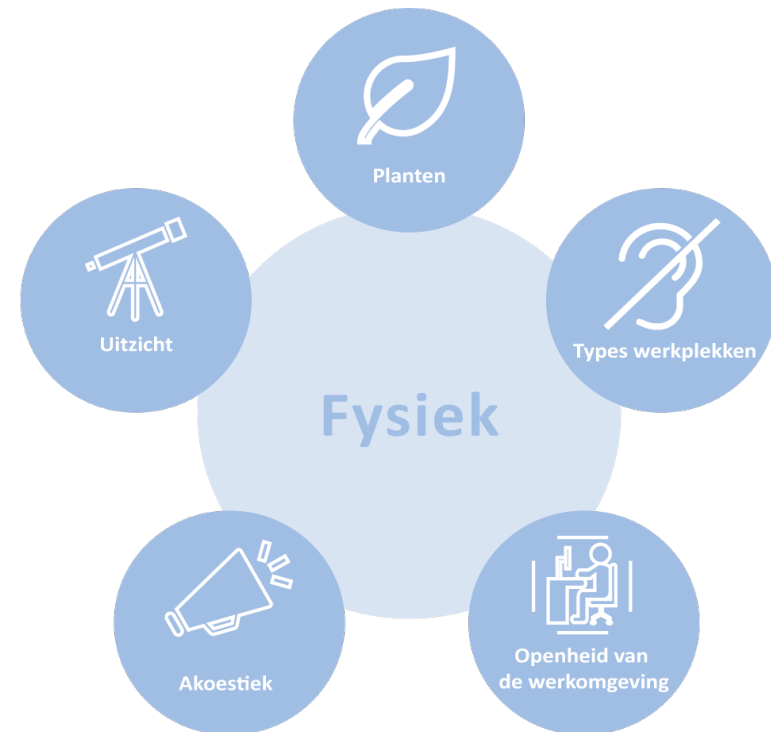 Planten
Uitzicht
Types werkplekken
Fysiek
Akoestiek
Openheid van
de werkomgeving